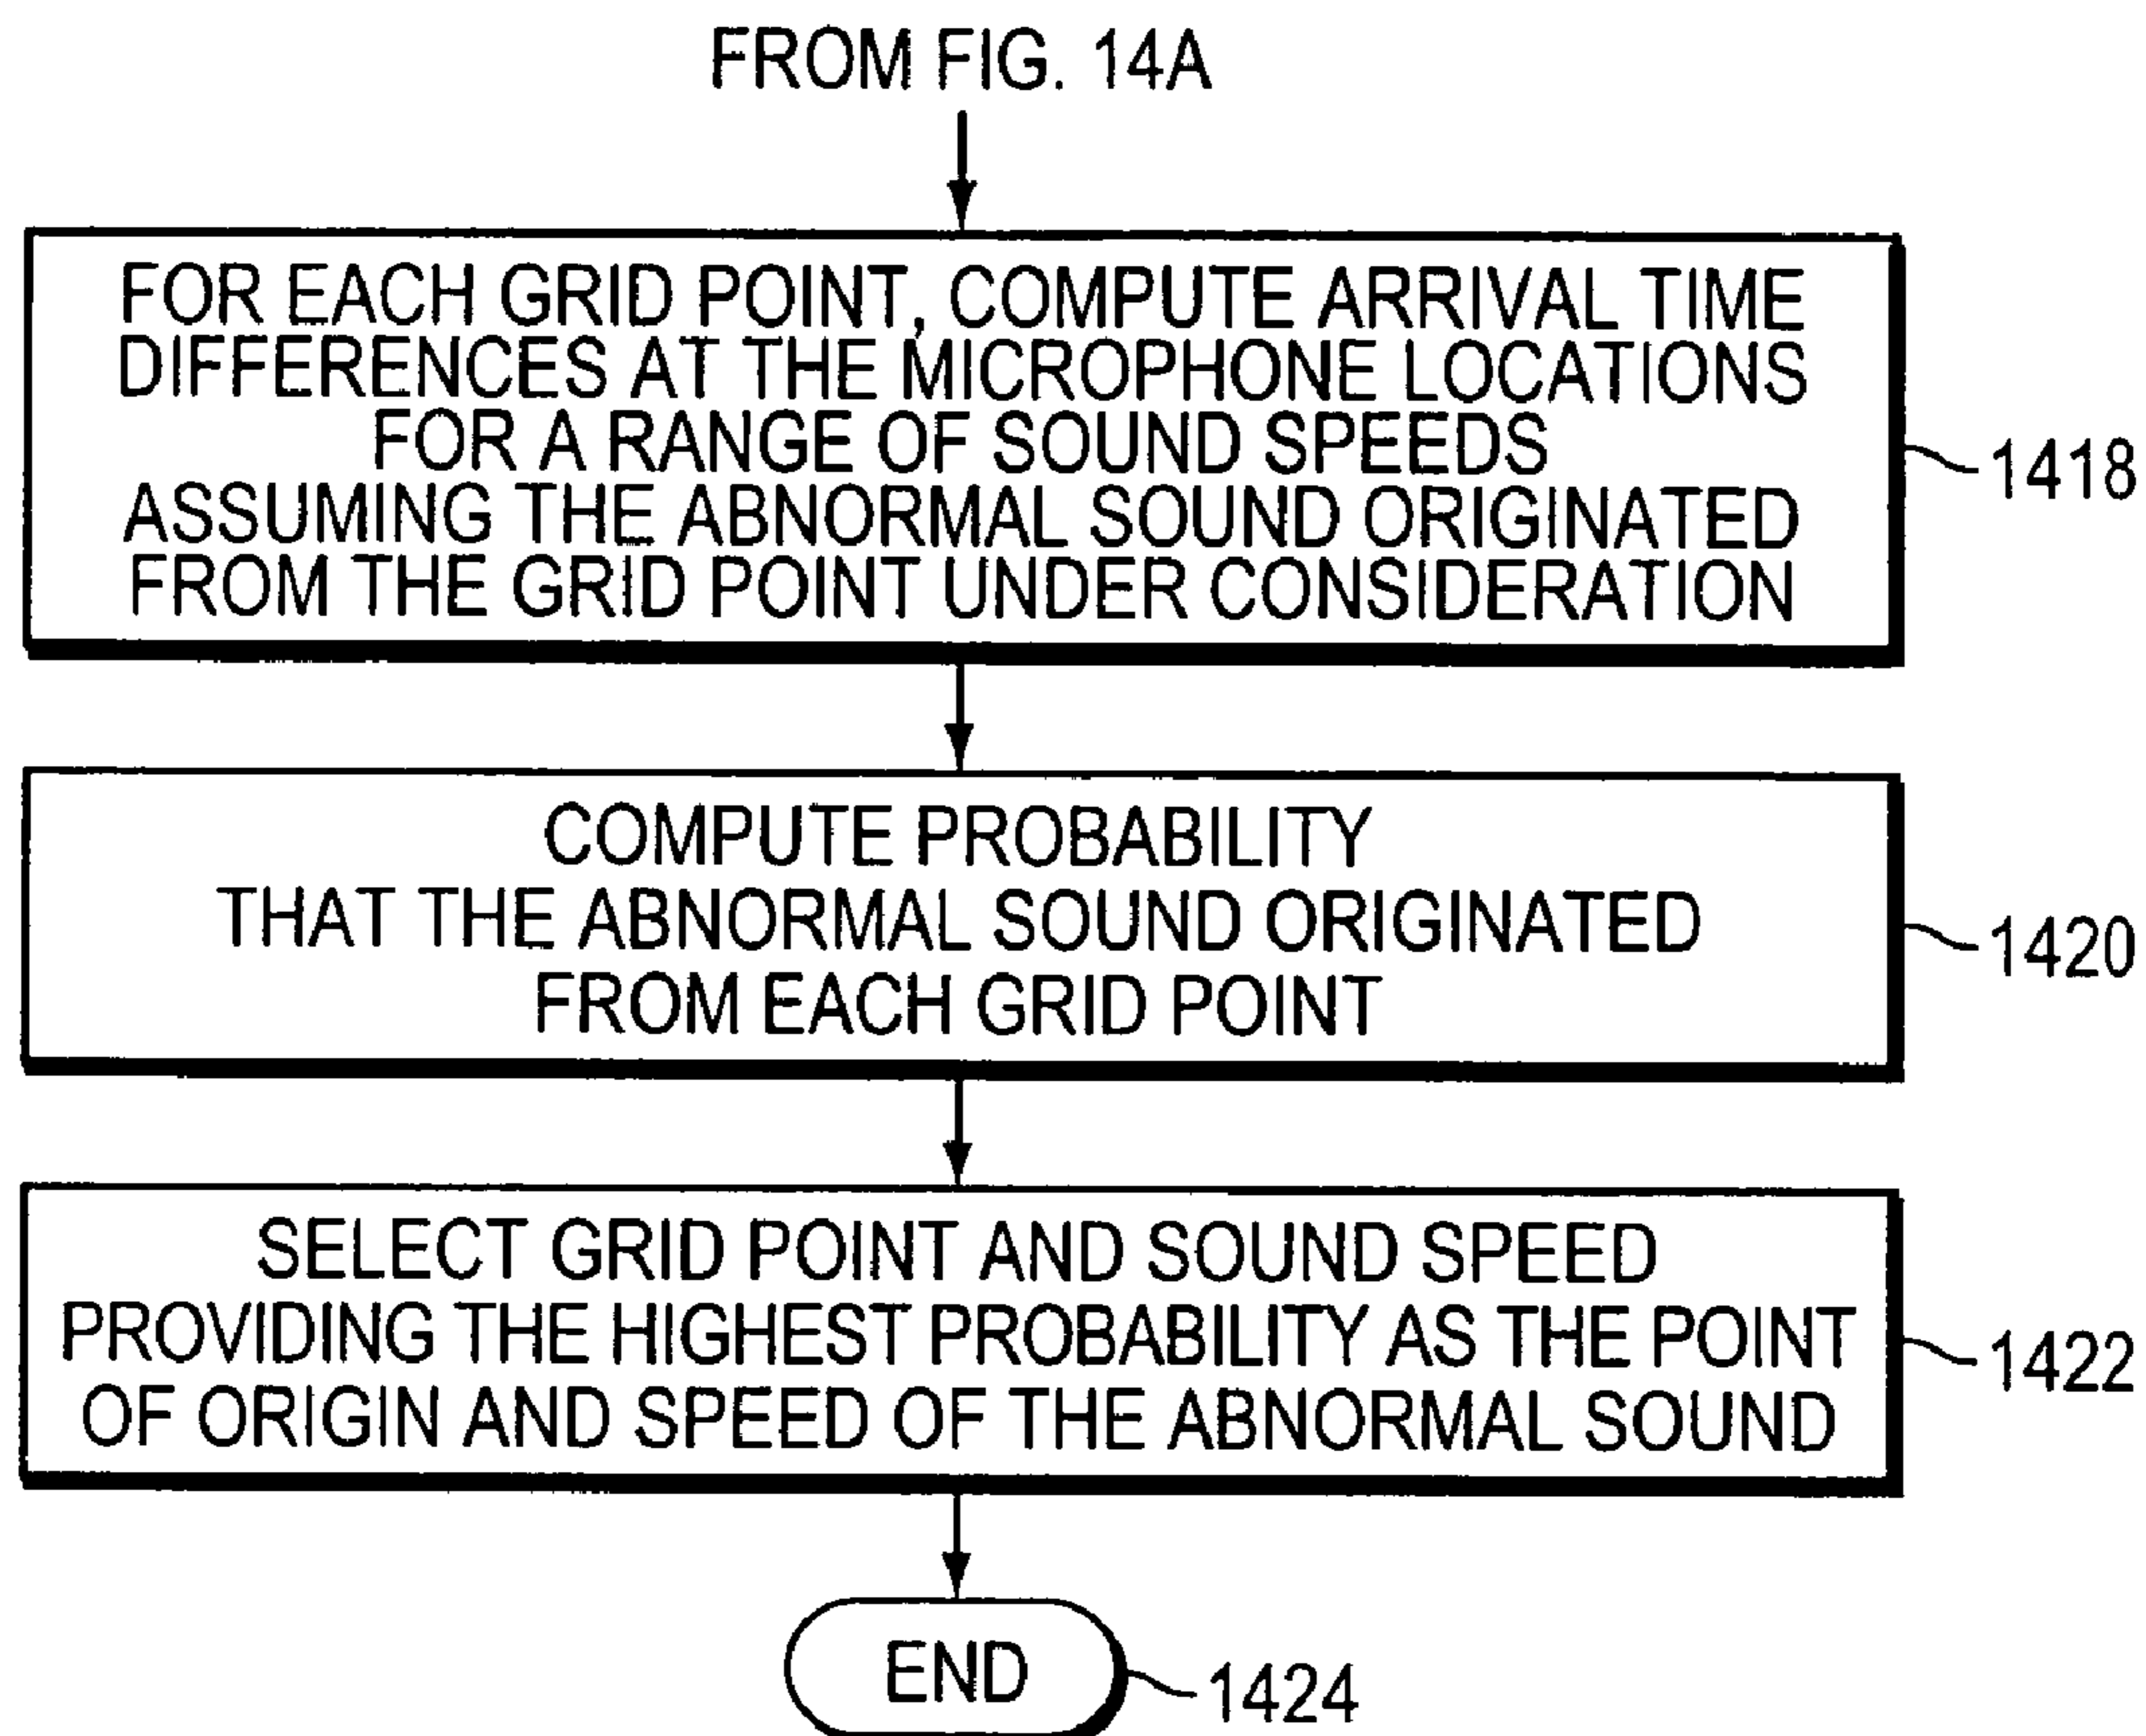 FROM FIG. 14A
FOR EACH GRID POINT, COMPUTE ARRIVAL TIME
DIFFERENCES AT THE MICROPHONE LOCATIONS
FOR A RANGE OF SOUND SPEEDS
ASSUMING THE ABNORMAL SOUND ORIGINATED
FROM THE GRID POINT UNDER CONSIDERATION
1418
COMPUTE PROBABILITY
THAT THE ABNORMAL SOUND ORIGINATED
FROM EACH GRID POINT
1420
SELECT GRID POINT AND SOUND SPEED
PROVIDING THE HIGHEST PROBABILITY AS THE POINT
OF ORIGIN AND SPEED OF THE ABNORMAL SOUND
1422
END
1424